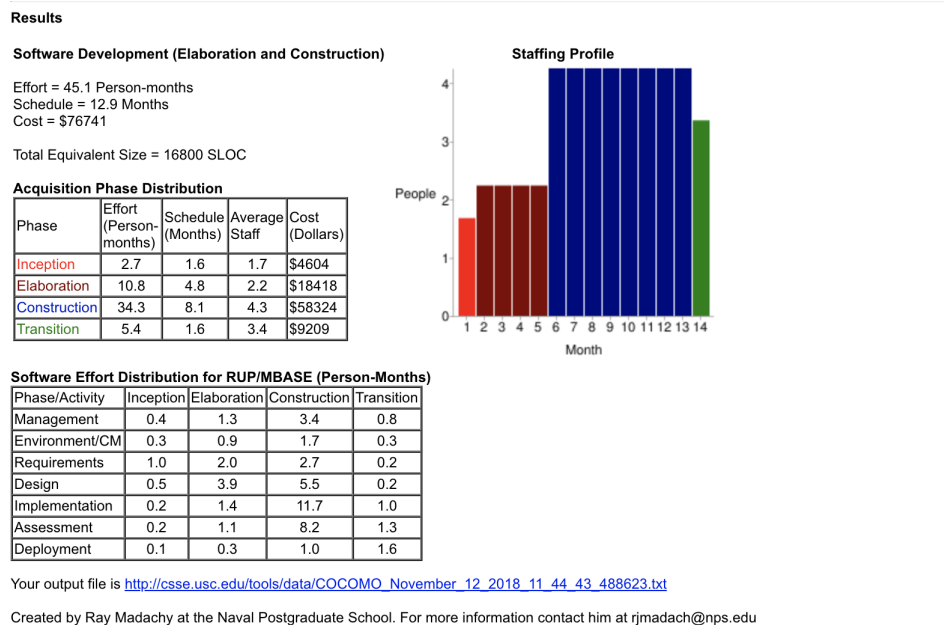 Results
Software Development (Elaboration and Construction)
Effort = 45.1 Person-months
Schedule = 12.9 Months
Cost = $76741
Total Equivalent Size = 16800 SLOC
Acquisition Phase Distribution
Phase Effort (Person-months) Schedule (Months) Average Staff Cost (Dollars)
Inception 2.7 1.6 1.7 $4604
Elaboration 10.8 4.8 2.2 $18418
Construction 34.3 8.1 4.3 $58324
Transition 5.4 1.6 3.4 $9209
Staffing Profile
4
3
People 2
1
0
1 2 3 4 5 6 7 8 9 10 11 12 13 14
Month
Software Effort Distribution for RUP/MBASE (Person-Months)
Phase/Activity Inception Elaboration Construction Transition
Management 0.4 1.3 3.4 0.8
Environment/CM 0.3 0.9 1.7 0.3
Requirements 1.0 2.0 2.7 0.2
Design 0.5 3.9 5.5 0.2
Implementation 0.2 1.4 11.7 1.0
Assessment 0.2 1.1 8.2 1.3
Deployment 0.1 0.3 1.0 1.6
Your output file is http://csse.usc.edu/tools/data/COCOMO_November_12_2018_11_44_43_488623.txt
Created by Ray Madachy at the Naval Postgraduate School. For more information contact him at rjmadach@nps.edu